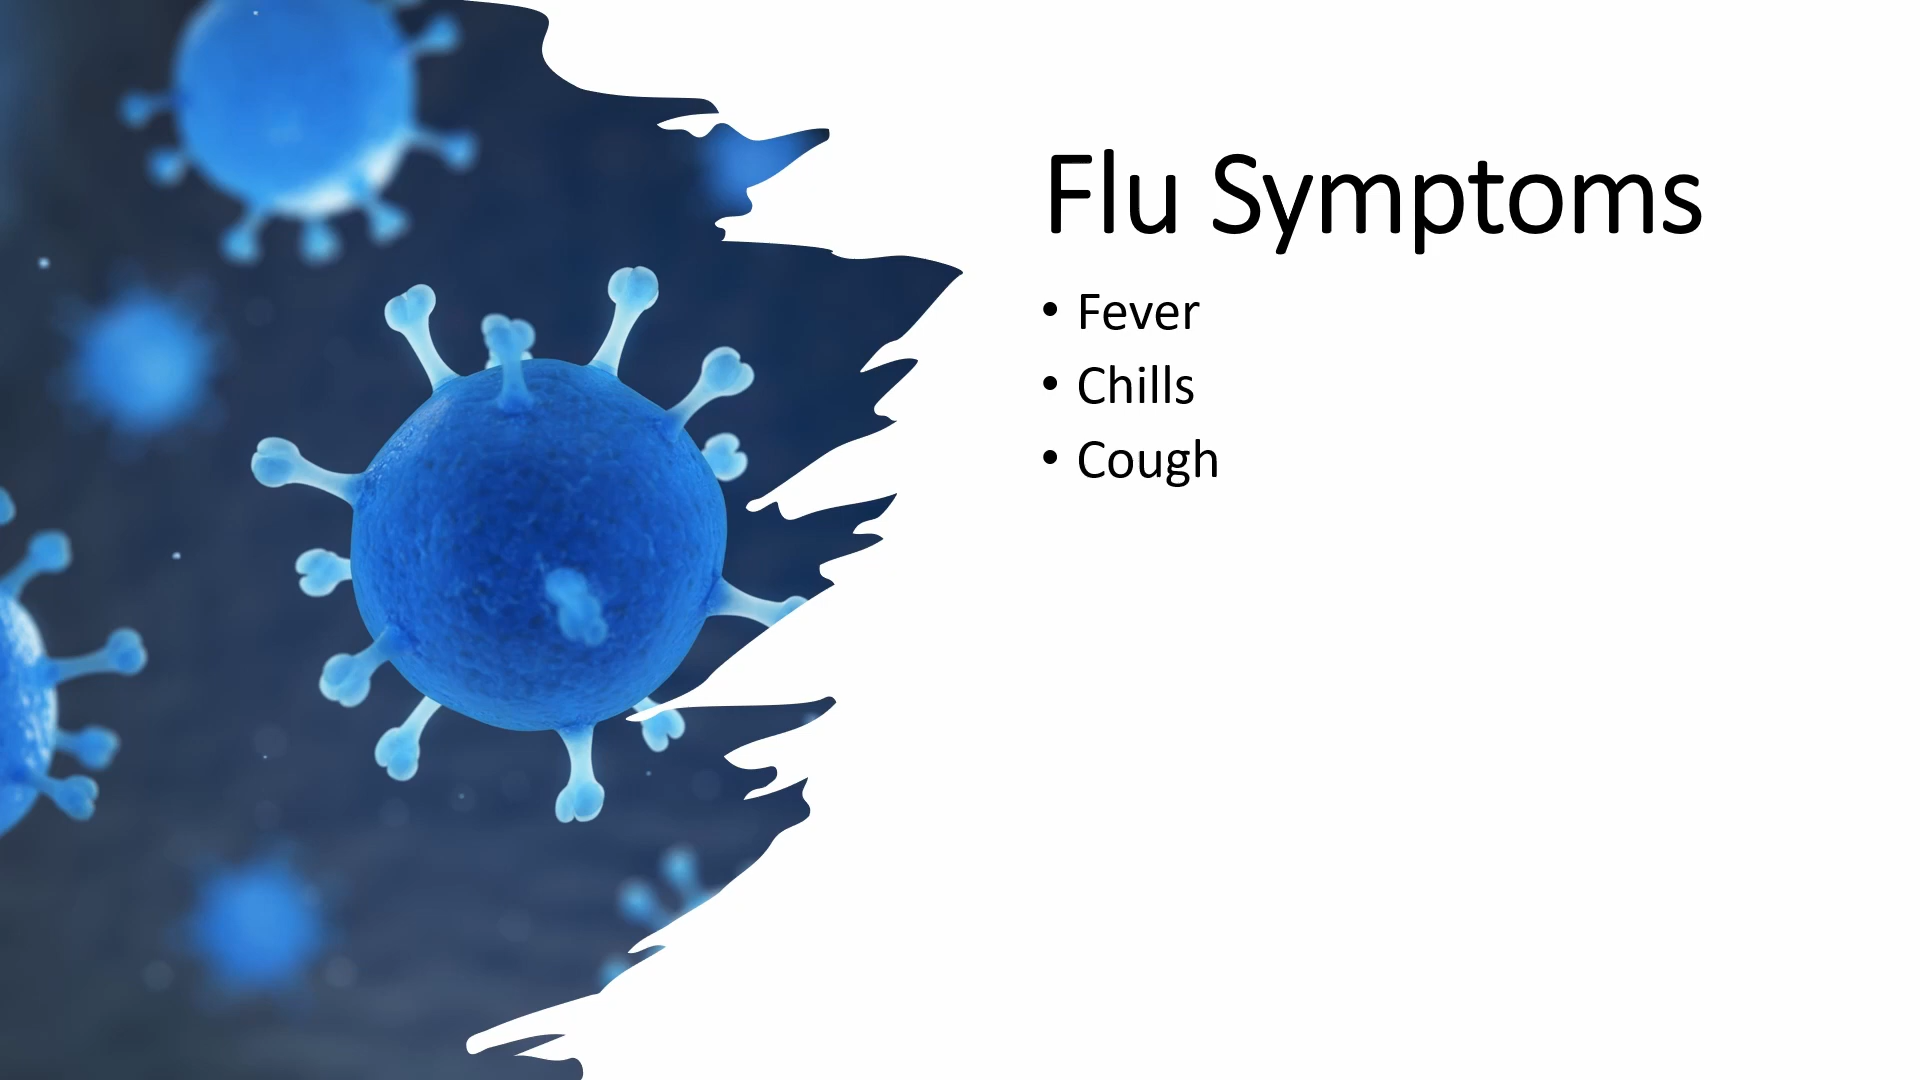 Flu Symptoms
• Fever
• Chills
• Cough